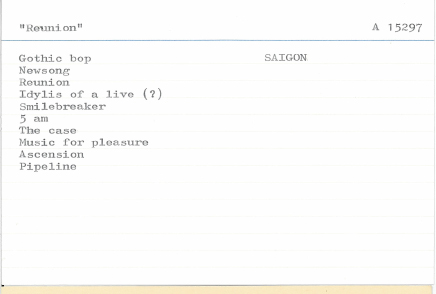 "Reunion"
A 15297
Gothic bop
SAIGON
Newsong
Reunion
Idylis of a live (?)
Smilebreaker
5 am
The case
Music for pleasure
Ascension
Pipeline